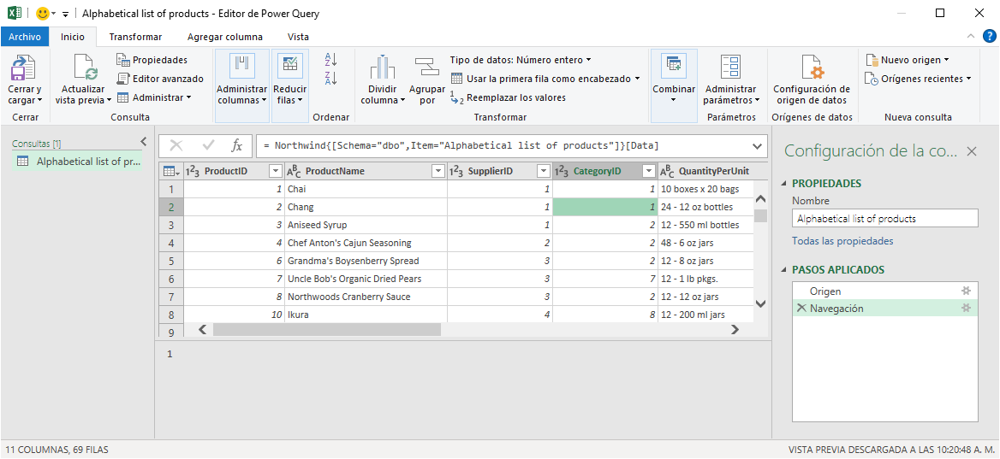 Alphabetical list of products - Editor de Power Query
Archivo Inicio Transformar Agregar columna Vista
Cerrar y cargar
Cerrar
Actualizar vista previa
Propiedades
Editor avanzado
Administrar
Consulta
Administrar columnas
Reducir filas
A Z
Z A
Ordenar
Dividir columna
Agrupar por
Tipo de datos: Número entero
Usar la primera fila como encabezado
1 2 Reemplazar los valores
Transformar
Combinar
Administrar parámetros
Parámetros
Configuración de origen de datos
Orígenes de datos
Nuevo origen
Orígenes recientes
Nueva consulta
Consultas [1]
Alphabetical list of pr...
fx = Northwind{[Schema="dbo",Item="Alphabetical list of products"]}[Data]
123 ProductID ABC ProductName 123 SupplierID 123 CategoryID ABC QuantityPerUnit
1 1 Chai 1 1 10 boxes x 20 bags
2 2 Chang 1 1 24 - 12 oz bottles
3 3 Aniseed Syrup 1 2 12 - 550 ml bottles
4 4 Chef Anton's Cajun Seasoning 2 2 48 - 6 oz jars
5 6 Grandma's Boysenberry Spread 3 2 12 - 8 oz jars
6 7 Uncle Bob's Organic Dried Pears 3 7 12 - 1 lb pkgs.
7 8 Northwoods Cranberry Sauce 3 2 12 - 12 oz jars
8 10 Ikura 4 8 12 - 200 ml jars
9
1
Configuración de la co...
PROPIEDADES
Nombre
Alphabetical list of products
Todas las propiedades
PASOS APLICADOS
Origen
Navegación
11 COLUMNAS, 69 FILAS
VISTA PREVIA DESCARGADA A LAS 10:20:48 A. M.